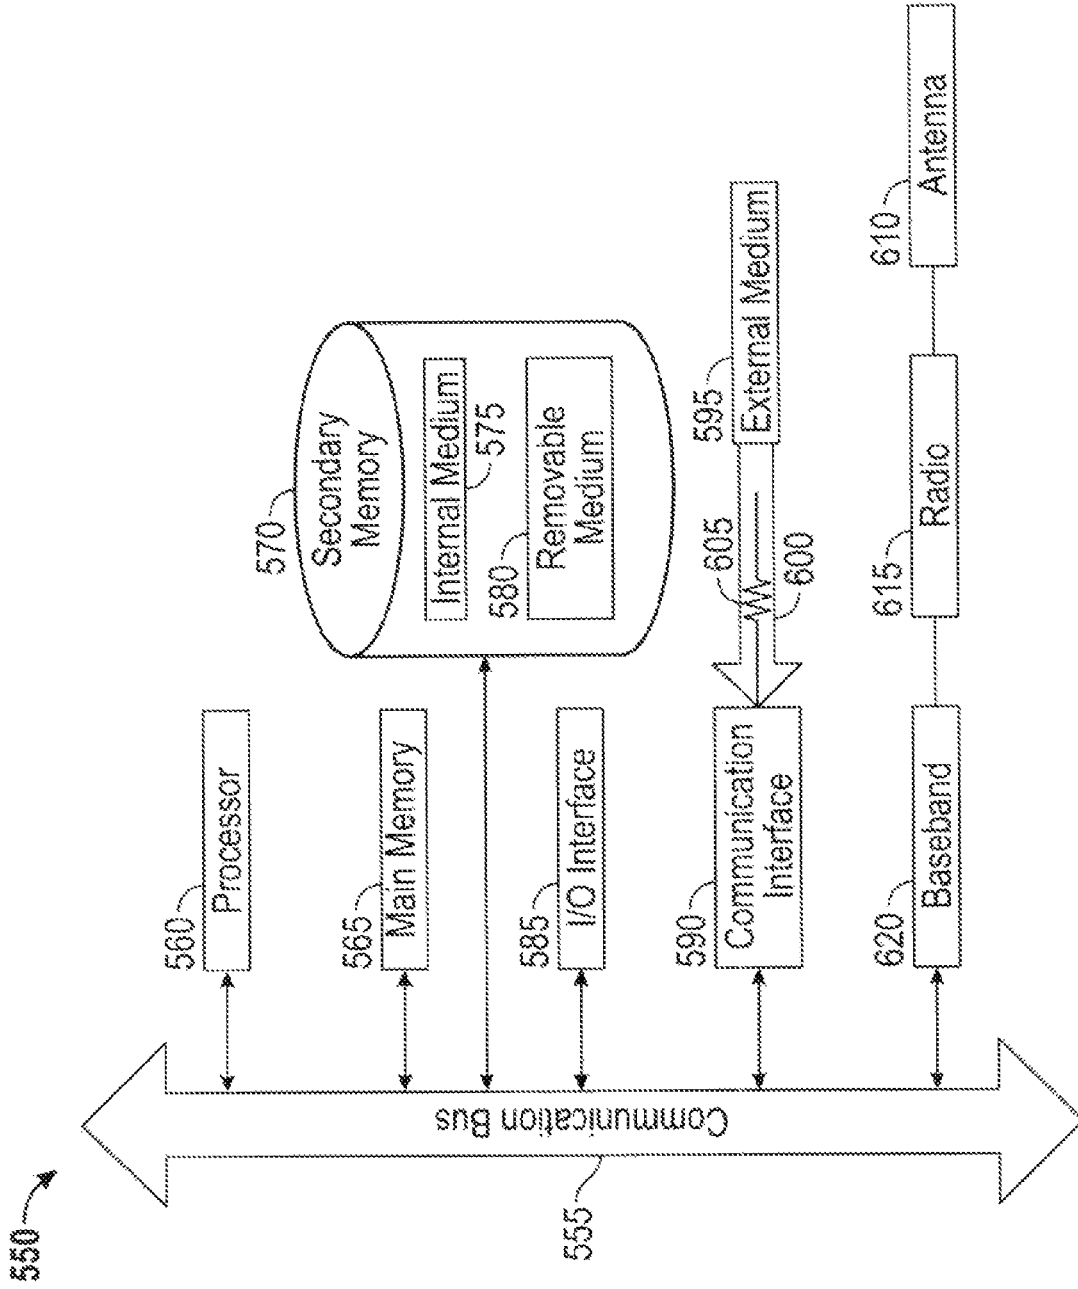 550
555
Communication Bus
560
Processor
565
Main Memory
570
Secondary
Memory
Internal Medium
575
580
Removable
Medium
585
I/O Interface
590
Communication
Interface
605
600
595
External Medium
620
Baseband
615
Radio
610
Antenna